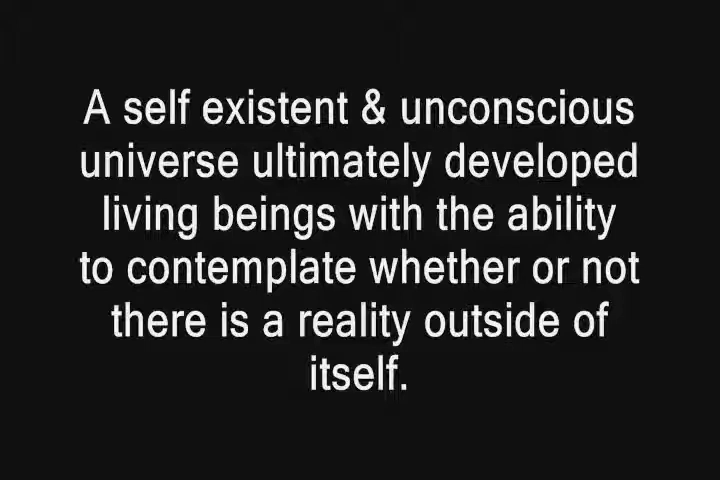 A self existent & unconscious
universe ultimately developed
living beings with the ability
to contemplate whether or not
there is a reality outside of
itself.